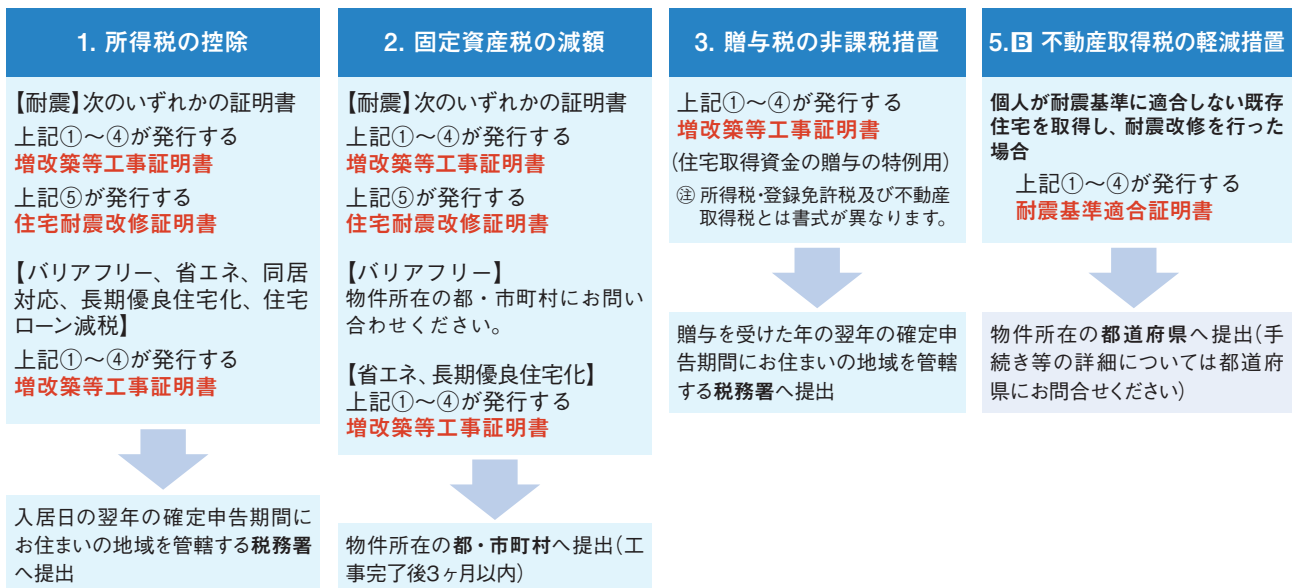 1. 所得税の控除
【耐震】次のいずれかの証明書
上記①～④が発行する
増改築等工事証明書
上記⑤が発行する
住宅耐震改修証明書
【バリアフリー、省エネ、同居
対応、長期優良住宅化、住宅
ローン減税】
上記①～④が発行する
増改築等工事証明書
入居日の翌年の確定申告期間に
お住まいの地域を管轄する税務署
へ提出
2. 固定資産税の減額
【耐震】次のいずれかの証明書
上記①～④が発行する
増改築等工事証明書
上記⑤が発行する
住宅耐震改修証明書
【バリアフリー】
物件所在の都・市町村にお問い
合わせください。
【省エネ、長期優良住宅化】
上記①～④が発行する
増改築等工事証明書
物件所在の都・市町村へ提出(工
事完了後3ヶ月以内)
3. 贈与税の非課税措置
上記①～④が発行する
増改築等工事証明書
(住宅取得資金の贈与の特例用)
㊟ 所得税・登録免許税及び不動産
取得税とは書式が異なります。
贈与を受けた年の翌年の確定申
告期間にお住まいの地域を管轄
する税務署へ提出
5.B 不動産取得税の軽減措置
個人が耐震基準に適合しない既存
住宅を取得し、耐震改修を行った
場合
上記①～④が発行する
耐震基準適合証明書
物件所在の都道府県へ提出(手
続き等の詳細については都道府
県にお問合せください)